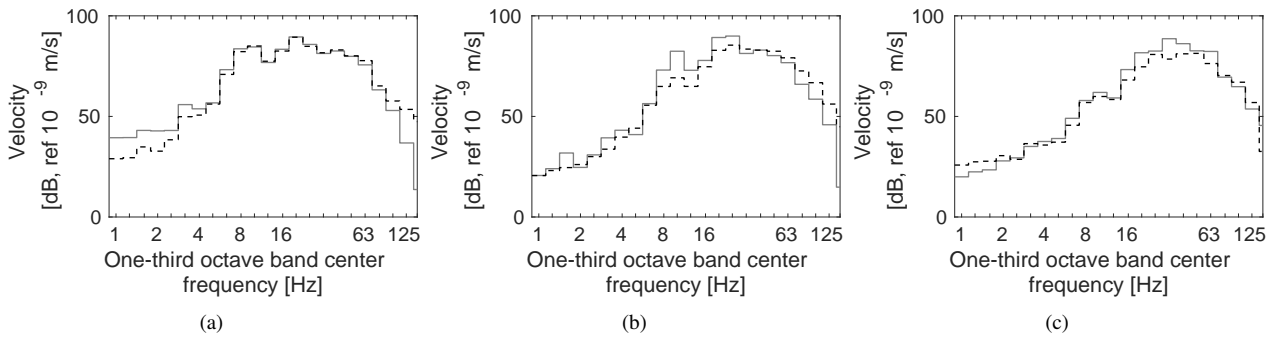 100
50
0
Velocity
[dB, ref 10 -9 m/s]
1 2 4 8 16 63 125
One-third octave band center
frequency [Hz]
(a)
100
50
0
Velocity
[dB, ref 10 -9 m/s]
1 2 4 8 16 63 125
One-third octave band center
frequency [Hz]
(b)
100
50
0
Velocity
[dB, ref 10 -9 m/s]
1 2 4 8 16 63 125
One-third octave band center
frequency [Hz]
(c)